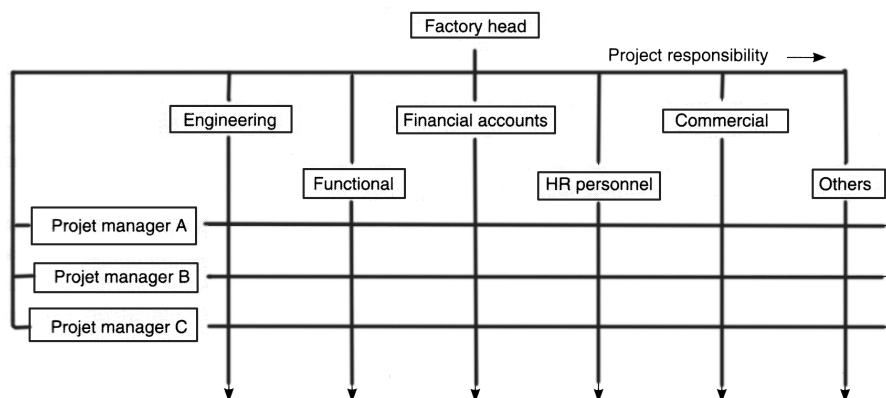 Factory head
Project responsibility
Engineering
Financial accounts
Commercial
Functional
HR personnel
Others
Projet manager A
Projet manager B
Projet manager C